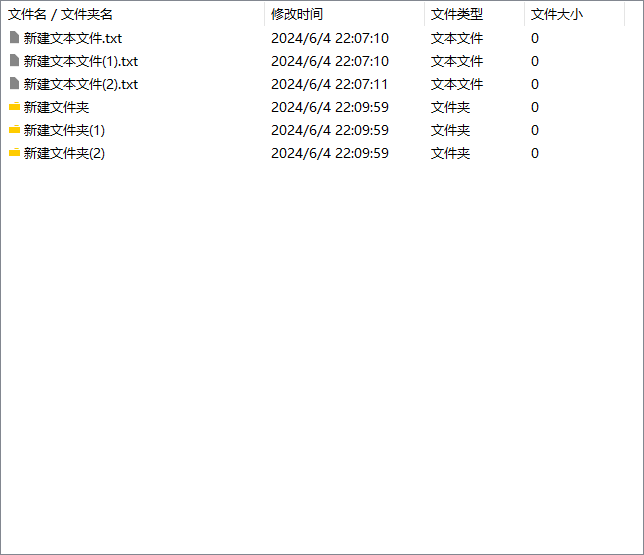 文件名 / 文件夹名 修改时间 文件类型 文件大小
新建文本文件.txt 2024/6/4 22:07:10 文本文件 0
新建文本文件(1).txt 2024/6/4 22:07:10 文本文件 0
新建文本文件(2).txt 2024/6/4 22:07:11 文本文件 0
新建文件夹 2024/6/4 22:09:59 文件夹 0
新建文件夹(1) 2024/6/4 22:09:59 文件夹 0
新建文件夹(2) 2024/6/4 22:09:59 文件夹 0